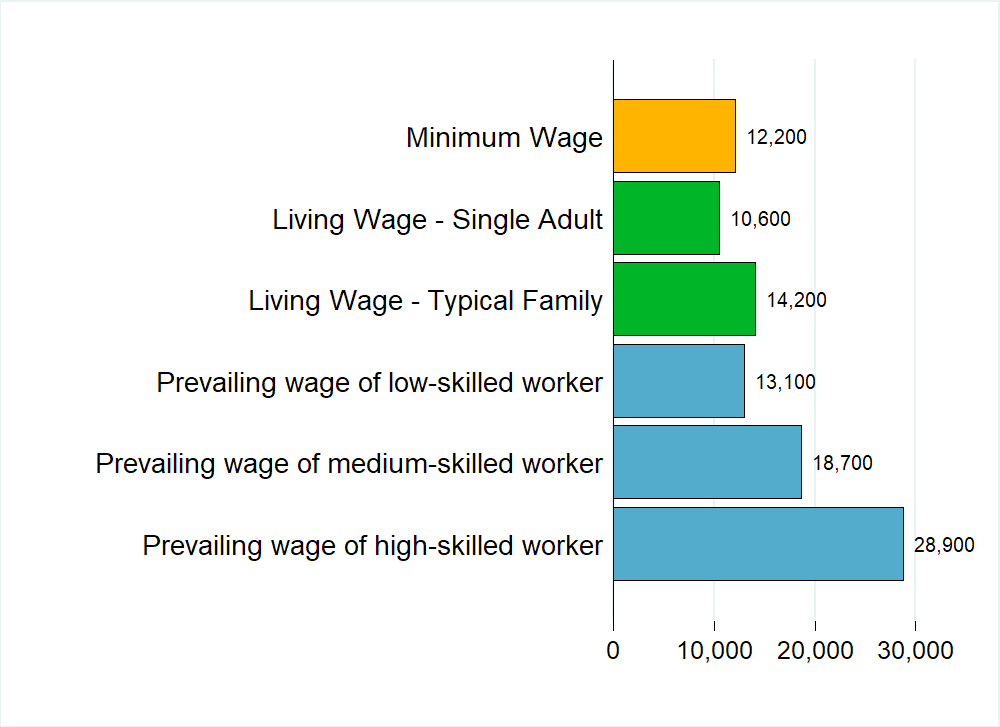 Minimum Wage 12,200
Living Wage - Single Adult 10,600
Living Wage - Typical Family 14,200
Prevailing wage of low-skilled worker 13,100
Prevailing wage of medium-skilled worker 18,700
Prevailing wage of high-skilled worker 28,900
0 10,000 20,000 30,000